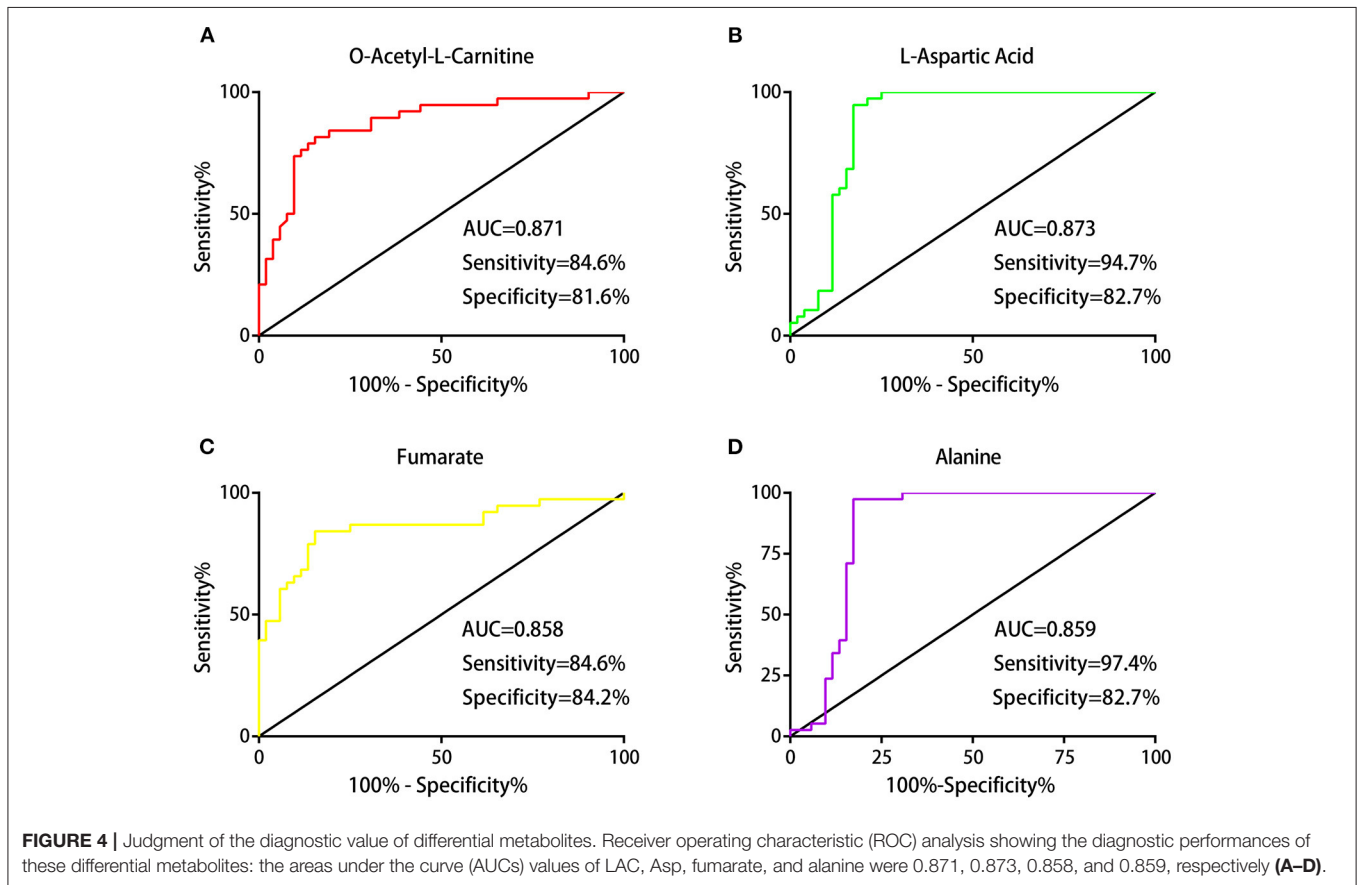 A
O-Acetyl-L-Carnitine
100
50
0
Sensitivity%
AUC=0.871
Sensitivity=84.6%
Specificity=81.6%
0 50 100
100% - Specificity%
B
L-Aspartic Acid
100
50
0
Sensitivity%
AUC=0.873
Sensitivity=94.7%
Specificity=82.7%
0 50 100
100% - Specificity%
C
Fumarate
100
50
0
Sensitivity%
AUC=0.858
Sensitivity=84.6%
Specificity=84.2%
0 50 100
100% - Specificity%
D
Alanine
100
75
50
25
0
Sensitivity%
AUC=0.859
Sensitivity=97.4%
Specificity=82.7%
0 25 50 75 100
100%-Specificity%
FIGURE 4 | Judgment of the diagnostic value of differential metabolites. Receiver operating characteristic (ROC) analysis showing the diagnostic performances of
these differential metabolites: the areas under the curve (AUCs) values of LAC, Asp, fumarate, and alanine were 0.871, 0.873, 0.858, and 0.859, respectively (A–D).